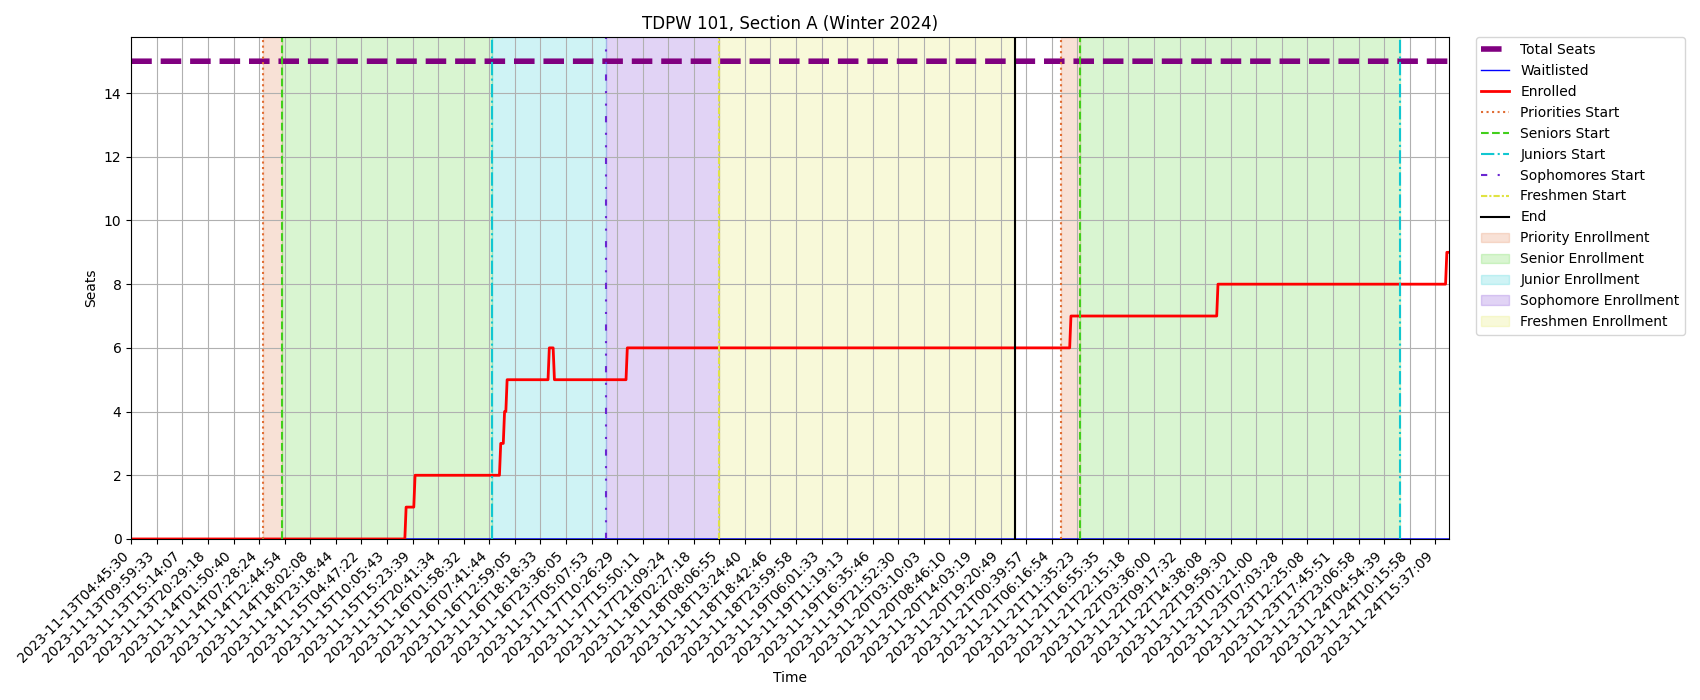 TDPW 101, Section A (Winter 2024)
Total Seats
Waitlisted
Enrolled
Priorities Start
Seniors Start
Juniors Start
Sophomores Start
Freshmen Start
End
Priority Enrollment
Senior Enrollment
Junior Enrollment
Sophomore Enrollment
Freshmen Enrollment
Seats
14
12
10
8
6
4
2
0
2023-11-13T04:45:30
2023-11-13T09:59:33
2023-11-13T15:14:07
2023-11-13T20:29:18
2023-11-14T01:50:40
2023-11-14T07:28:24
2023-11-14T12:44:54
2023-11-14T18:02:08
2023-11-14T23:18:44
2023-11-15T04:47:22
2023-11-15T10:05:43
2023-11-15T15:23:39
2023-11-15T20:41:34
2023-11-16T01:58:32
2023-11-16T07:41:44
2023-11-16T12:59:05
2023-11-16T18:18:33
2023-11-16T23:36:05
2023-11-17T05:07:53
2023-11-17T10:26:29
2023-11-17T15:50:11
2023-11-17T21:09:24
2023-11-18T02:27:18
2023-11-18T08:06:55
2023-11-18T13:24:40
2023-11-18T18:42:46
2023-11-18T23:59:58
2023-11-19T06:01:33
2023-11-19T11:19:13
2023-11-19T16:35:46
2023-11-19T21:52:30
2023-11-20T03:10:03
2023-11-20T08:46:10
2023-11-20T14:03:19
2023-11-20T19:20:49
2023-11-21T00:39:57
2023-11-21T06:16:54
2023-11-21T11:35:23
2023-11-21T16:55:35
2023-11-21T22:15:18
2023-11-22T03:36:00
2023-11-22T09:17:32
2023-11-22T14:38:08
2023-11-22T19:59:30
2023-11-23T01:21:00
2023-11-23T07:03:28
2023-11-23T12:25:08
2023-11-23T17:45:51
2023-11-23T23:06:58
2023-11-24T04:54:39
2023-11-24T10:15:58
2023-11-24T15:37:09
Time